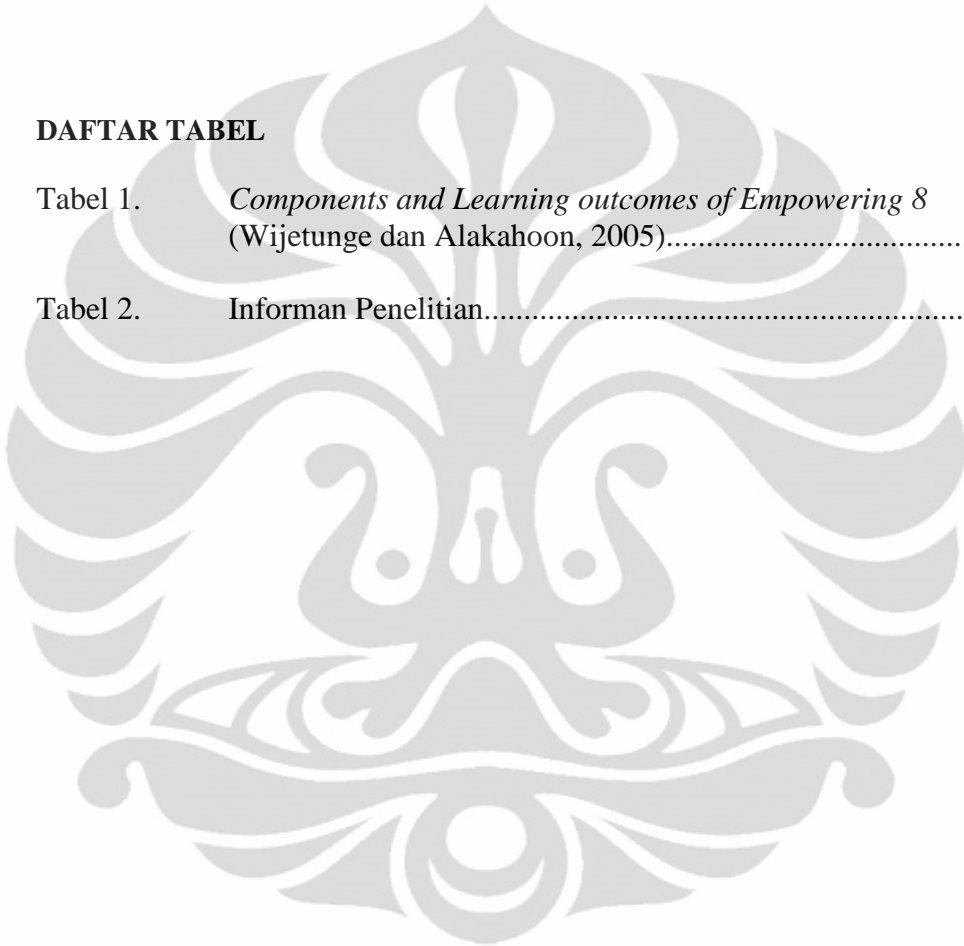 DAFTAR TABEL
Tabel 1. Components and Learning outcomes of Empowering 8
(Wijetunge dan Alakahoon, 2005)......................................
Tabel 2. Informan Penelitian............................................................